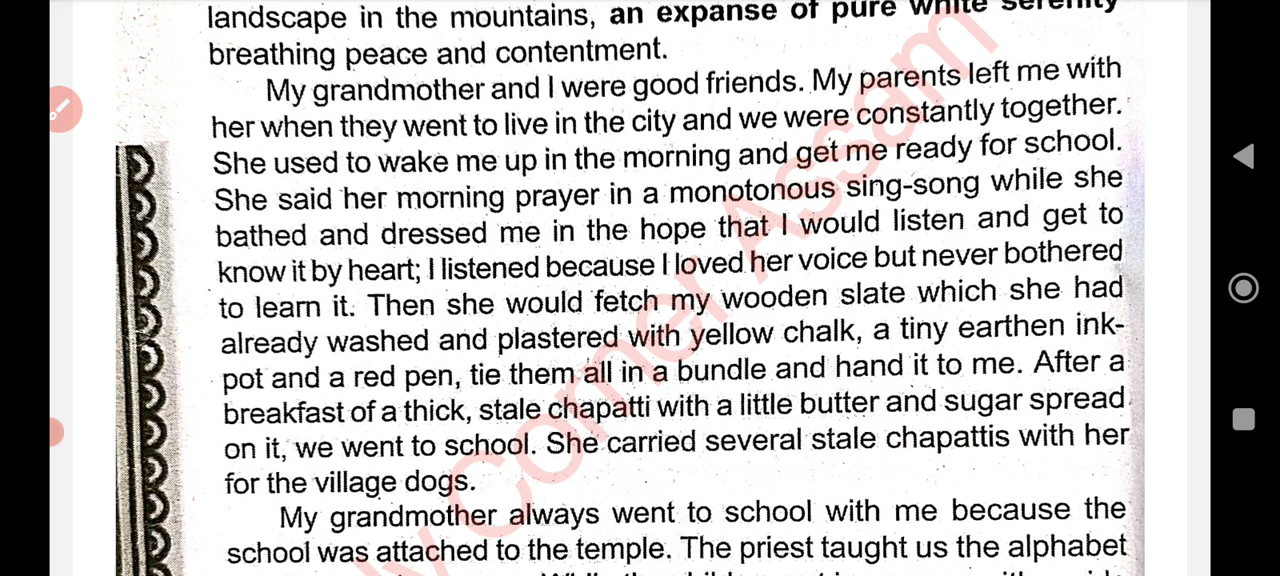 landscape in the mountains, an expanse of pure white serenity
breathing peace and contentment.
My grandmother and I were good friends. My parents left me with
her when they went to live in the city and we were constantly together.
She used to wake me up in the morning and get me ready for school.
She said her morning prayer in a monotonous sing-song while she
bathed and dressed me in the hope that I would listen and get to
know it by heart; I listened because I loved her voice but never bothered
to learn it. Then she would fetch my wooden slate which she had
already washed and plastered with yellow chalk, a tiny earthen ink-
pot and a red pen, tie them all in a bundle and hand it to me. After a
breakfast of a thick, stale chapatti with a little butter and sugar spread
on it, we went to school. She carried several stale chapattis with her
for the village dogs.
My grandmother always went to school with me because the
school was attached to the temple. The priest taught us the alphabet
y Corner Assam